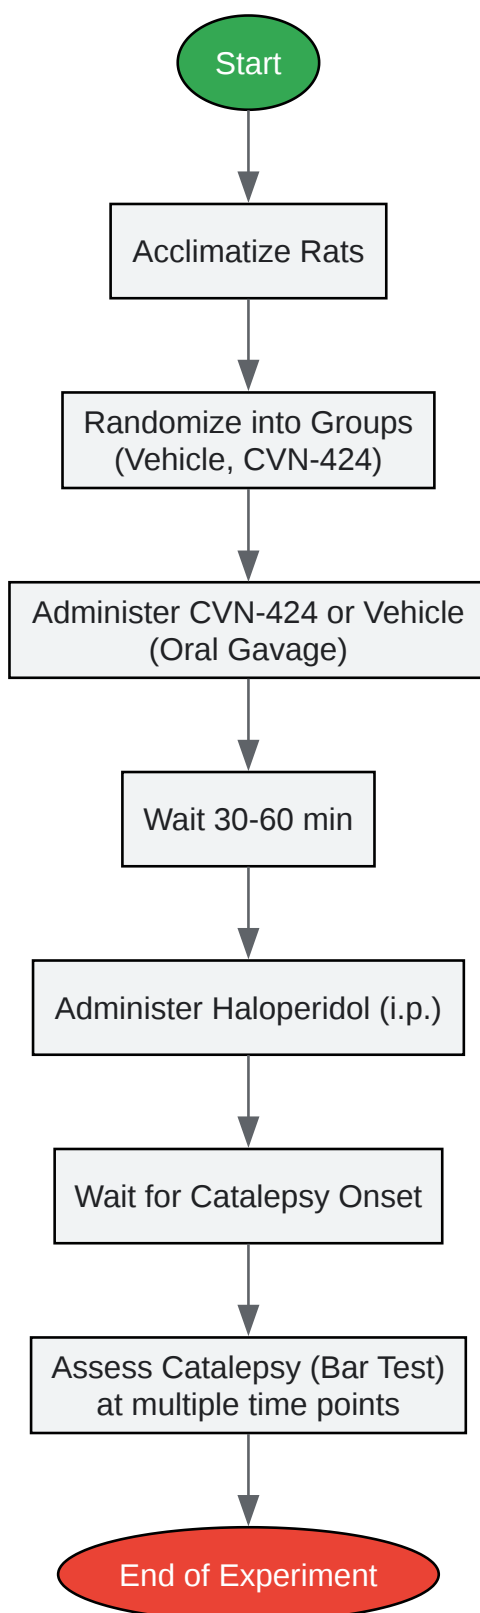 Start
Acclimatize Rats
Randomize into Groups
(Vehicle, CVN-424)
Administer CVN-424 or Vehicle
(Oral Gavage)
Wait 30-60 min
Administer Haloperidol (i.p.)
Wait for Catalepsy Onset
Assess Catalepsy (Bar Test)
at multiple time points
End of Experiment